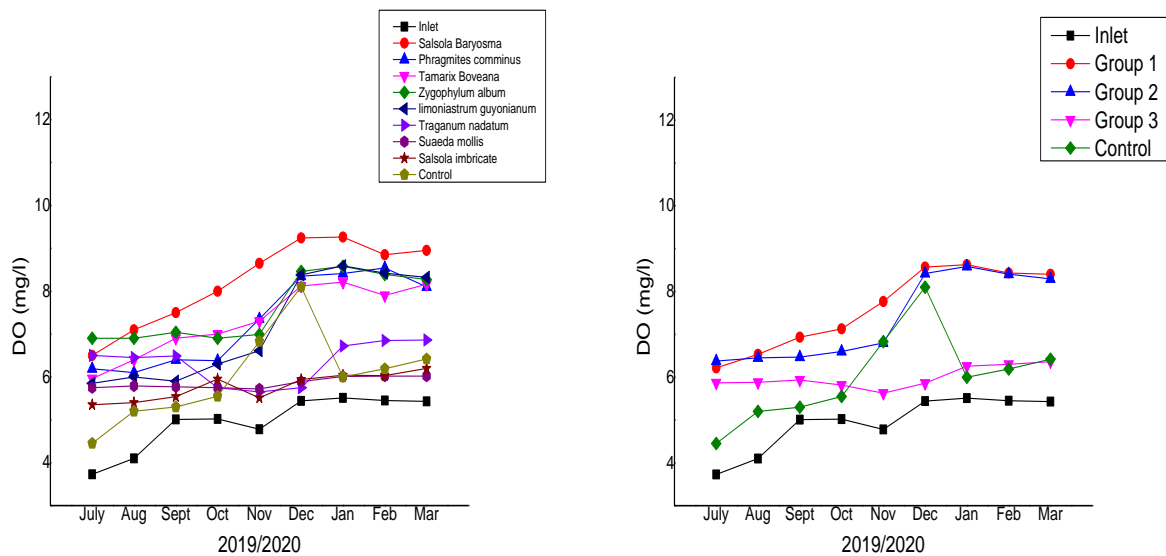 Inlet
Salsola Baryosma
Phragmites comminus
Tamarix Boveana
Zygophylum album
limoniastrum guyonianum
Traganum nadatum
Suaeda mollis
Salsola imbricate
Control
DO (mg/l)
12
10
8
6
4
July Aug Sept Oct Nov Dec Jan Feb Mar
2019/2020
Inlet
Group 1
Group 2
Group 3
Control
DO (mg/l)
12
10
8
6
4
July Aug Sept Oct Nov Dec Jan Feb Mar
2019/2020